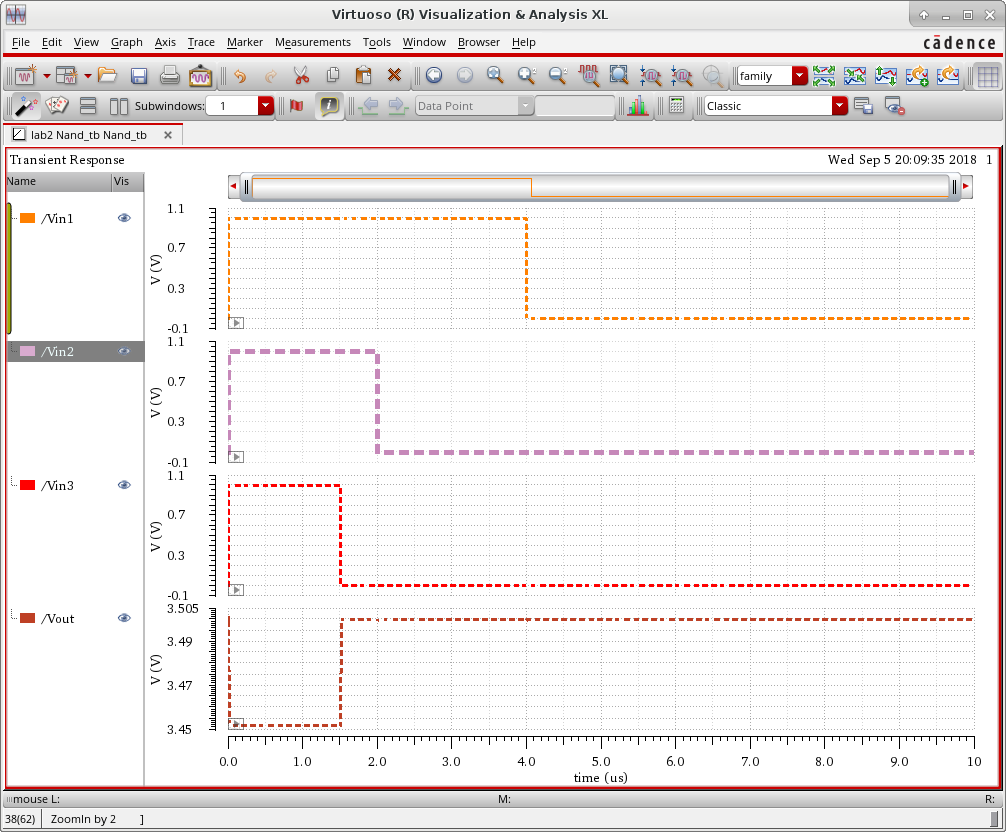 Virtuoso (R) Visualization & Analysis XL
File Edit View Graph Axis Trace Marker Measurements Tools Window Browser Help
cādence
family
Subwindows: 1
Data Point
Classic
lab2 Nand_tb Nand_tb
Transient Response
Wed Sep 5 20:09:35 2018 1
Name Vis
/Vin1
1.1
0.7
0.3
-0.1
V (V)
/Vin2
1.1
0.7
0.3
-0.1
V (V)
/Vin3
1.1
0.7
0.3
-0.1
V (V)
/Vout
3.505
3.49
3.47
3.45
V (V)
0.0 1.0 2.0 3.0 4.0 5.0 6.0 7.0 8.0 9.0 10
time (us)
mouse L: M: R:
38(62) ZoomIn by 2 ]